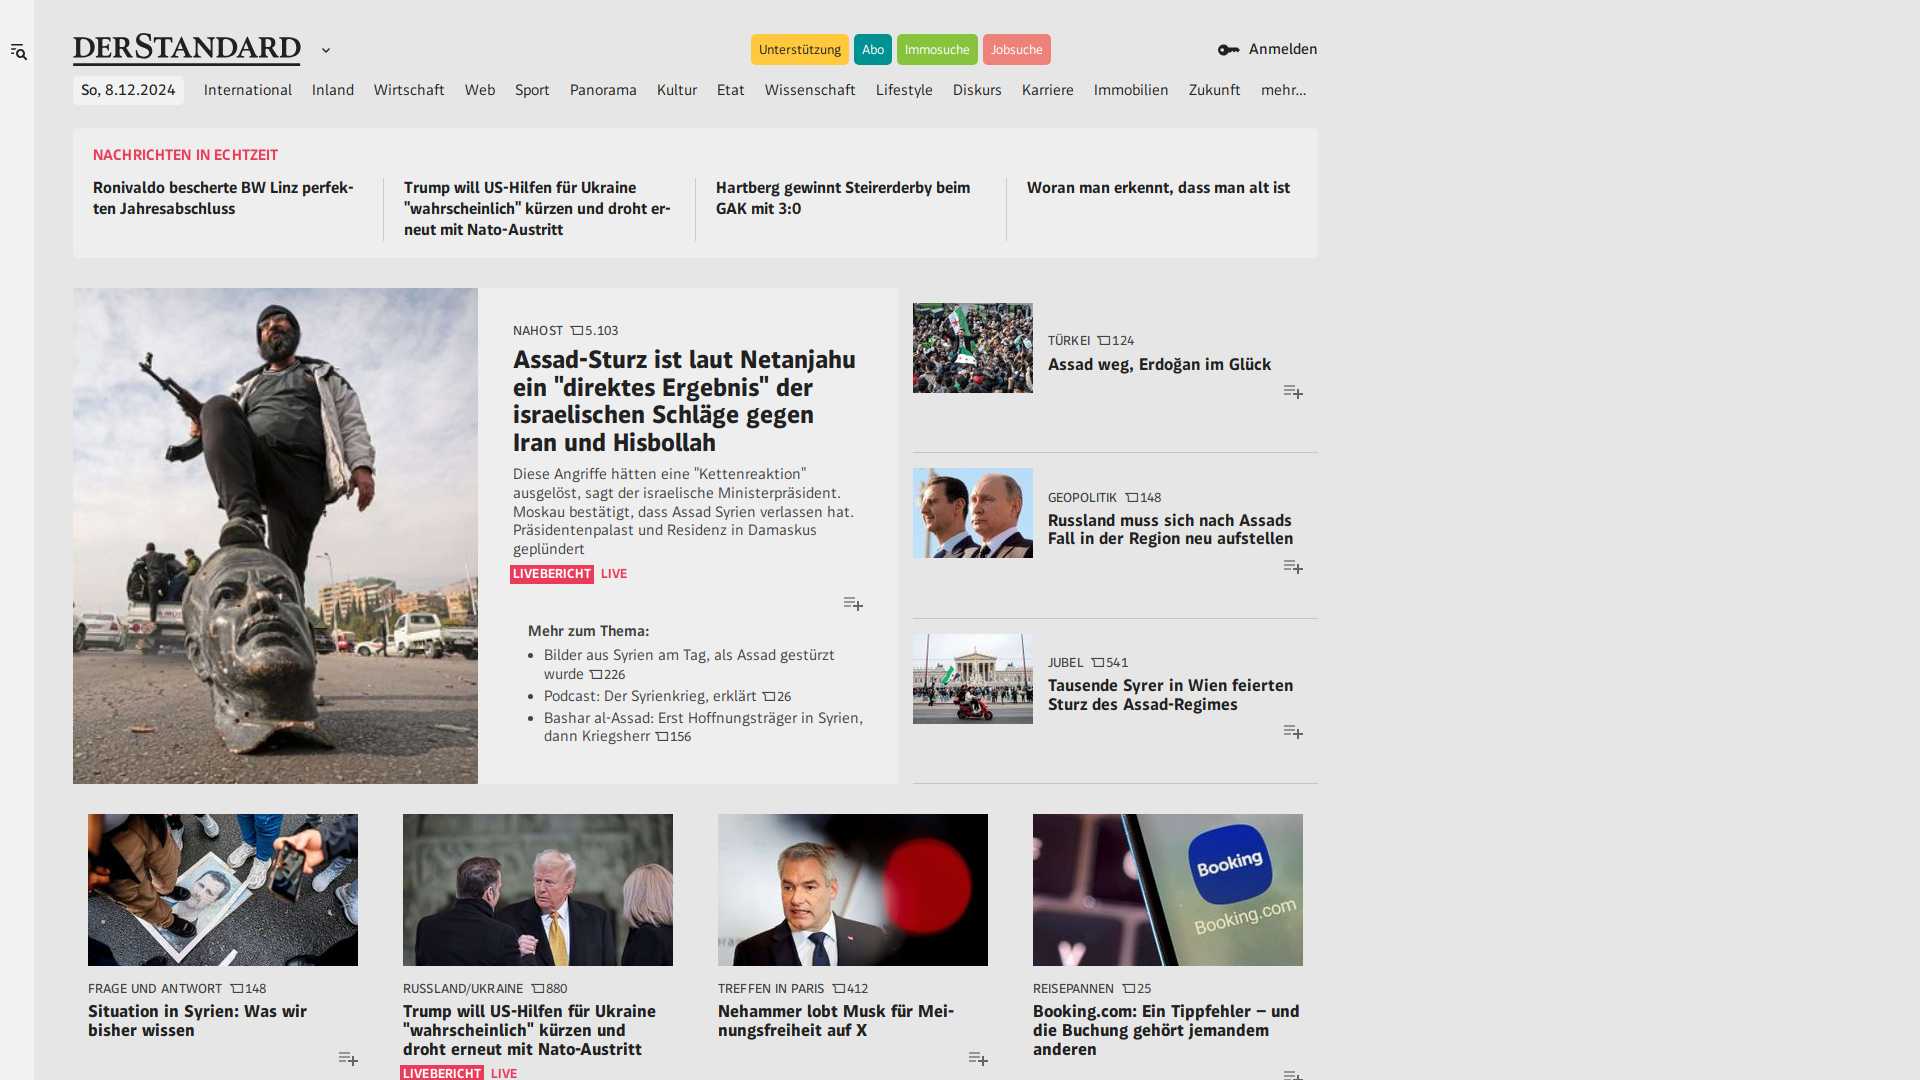 DERSTANDARD
Unterstützung
Abo
Immosuche
Jobsuche
Anmelden
So, 8.12.2024
International
Inland
Wirtschaft
Web
Sport
Panorama
Kultur
Etat
Wissenschaft
Lifestyle
Diskurs
Karriere
Immobilien
Zukunft
mehr...
NACHRICHTEN IN ECHTZEIT
Ronivaldo bescherte BW Linz perfek-
ten Jahresabschluss
Trump will US-Hilfen für Ukraine
"wahrscheinlich" kürzen und droht er-
neut mit Nato-Austritt
Hartberg gewinnt Steirerderby beim
GAK mit 3:0
Woran man erkennt, dass man alt ist
NAHOST 5.103
Assad-Sturz ist laut Netanjahu
ein "direktes Ergebnis" der
israelischen Schläge gegen
Iran und Hisbollah
Diese Angriffe hätten eine "Kettenreaktion"
ausgelöst, sagt der israelische Ministerpräsident.
Moskau bestätigt, dass Assad Syrien verlassen hat.
Präsidentenpalast und Residenz in Damaskus
geplündert
LIVEBERICHT LIVE
Mehr zum Thema:
Bilder aus Syrien am Tag, als Assad gestürzt
wurde 226
Podcast: Der Syrienkrieg, erklärt 26
Bashar al-Assad: Erst Hoffnungsträger in Syrien,
dann Kriegsherr 156
TÜRKEI 124
Assad weg, Erdoğan im Glück
GEOPOLITIK 148
Russland muss sich nach Assads
Fall in der Region neu aufstellen
JUBEL 541
Tausende Syrer in Wien feierten
Sturz des Assad-Regimes
FRAGE UND ANTWORT 148
Situation in Syrien: Was wir
bisher wissen
RUSSLAND/UKRAINE 880
Trump will US-Hilfen für Ukraine
"wahrscheinlich" kürzen und
droht erneut mit Nato-Austritt
LIVEBERICHT LIVE
TREFFEN IN PARIS 412
Nehammer lobt Musk für Mei-
nungsfreiheit auf X
Booking
Booking.com
REISEPANNEN 25
Booking.com: Ein Tippfehler – und
die Buchung gehört jemandem
anderen